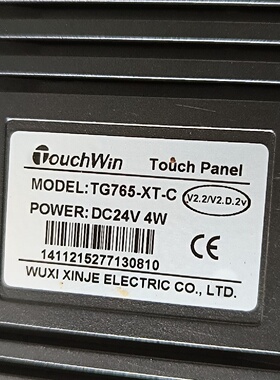 TouchWin Touch Panel
MODEL:TG765-XT-C V2.2/V2.D.2v
POWER:DC24V 4W
CE
1411215277130810
WUXI XINJE ELECTRIC CO., LTD.